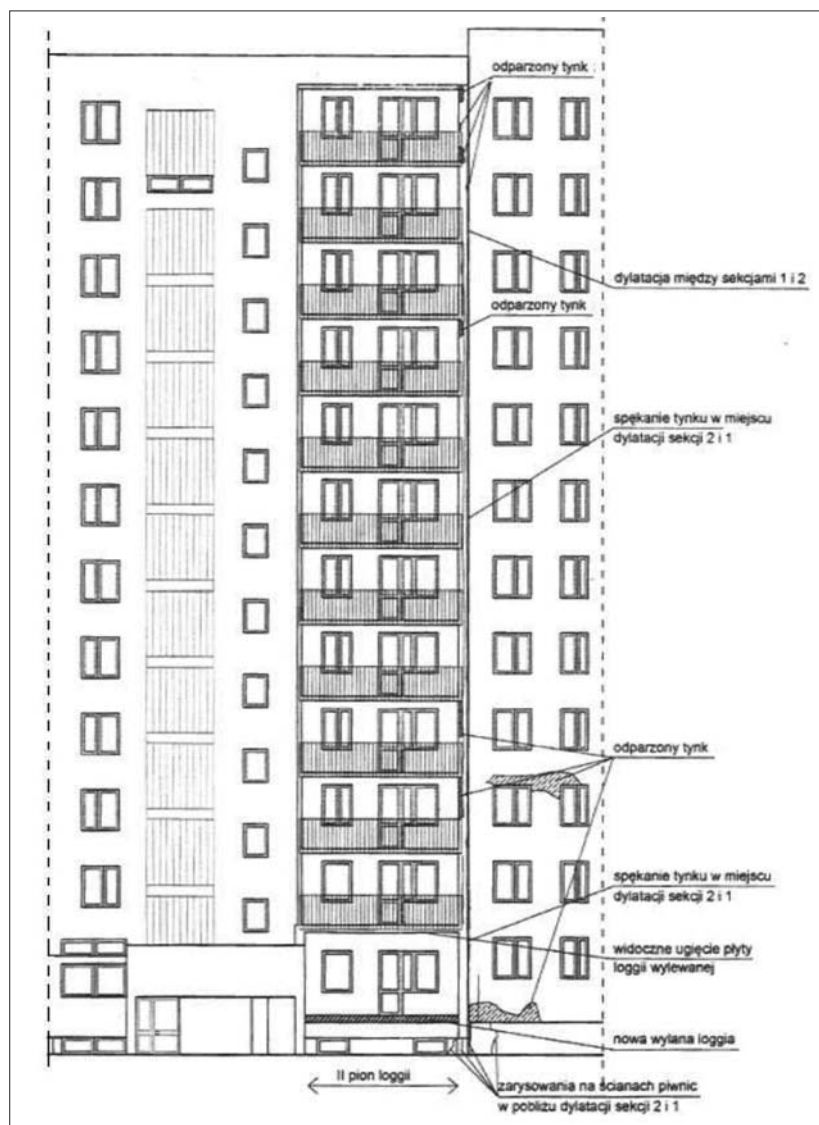 odparzony tynk
dylatacja między sekcjami 1 i 2
odparzony tynk
spękanie tynku w miejscu
dylatacji sekcji 2 i 1
odparzony tynk
spękanie tynku w miejscu
dylatacji sekcji 2 i 1
widoczne ugięcie płyty
loggii wylewanej
nowa wylana loggia
II pion loggii
zarysowania na ścianach piwnic
w pobliżu dylatacji sekcji 2 i 1